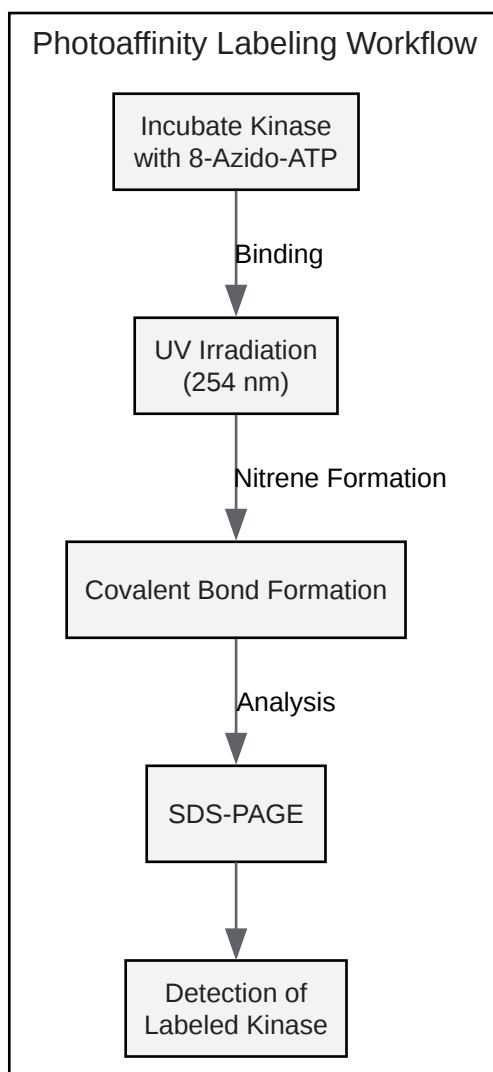 Photoaffinity Labeling Workflow
Incubate Kinase
with 8-Azido-ATP
Binding
UV Irradiation
(254 nm)
Nitrene Formation
Covalent Bond Formation
Analysis
SDS-PAGE
Detection of
Labeled Kinase